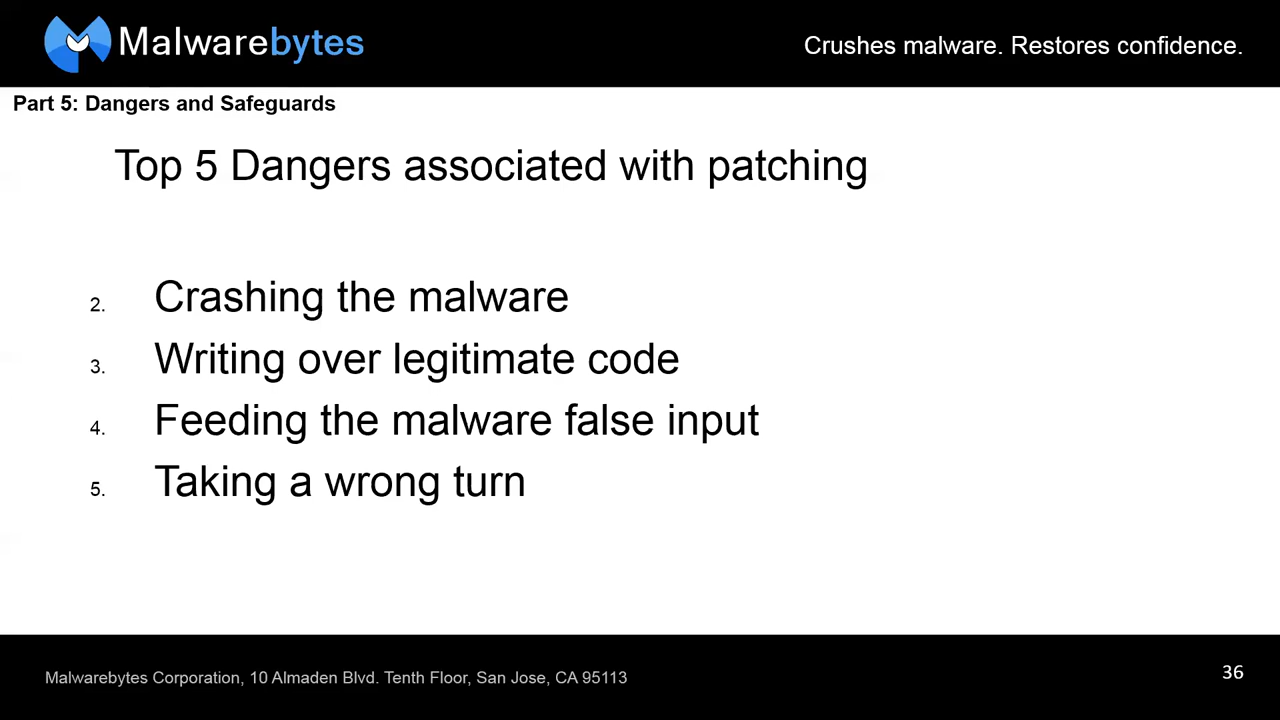 Malwarebytes
Crushes malware. Restores confidence.
Part 5: Dangers and Safeguards
Top 5 Dangers associated with patching
2. Crashing the malware
3. Writing over legitimate code
4. Feeding the malware false input
5. Taking a wrong turn
Malwarebytes Corporation, 10 Almaden Blvd. Tenth Floor, San Jose, CA 95113
36